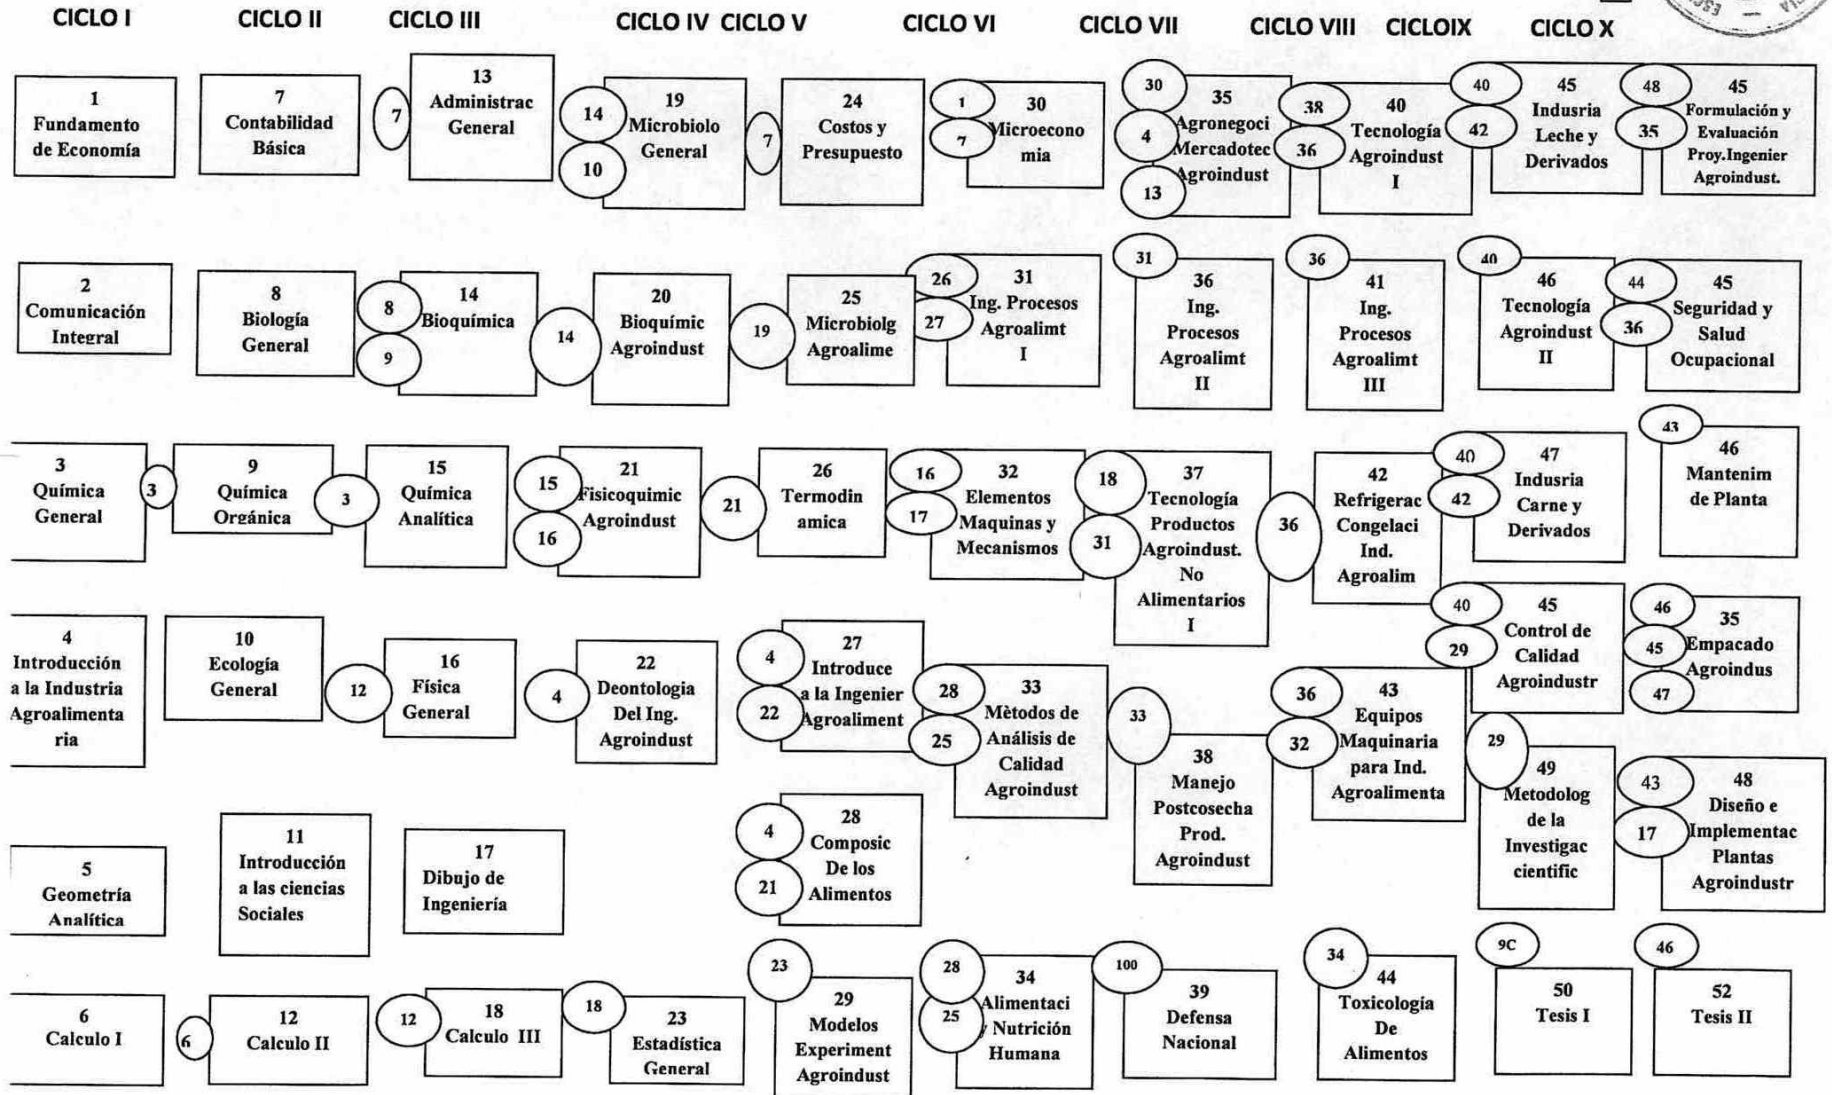 CICLO I
CICLO II
CICLO III
CICLO IV
CICLO V
CICLO VI
CICLO VII
CICLO VIII
CICLOIX
CICLO X
1
Fundamento
de Economía
7
Contabilidad
Básica
7
13
Administrac
General
14
10
19
Microbiolo
General
7
24
Costos y
Presupuesto
1
7
30
Microecono
mia
30
4
13
35
Agronegoci
Mercadotec
Agroindust
38
36
40
Tecnología
Agroindust
I
40
42
45
Indusria
Leche y
Derivados
48
35
45
Formulación y
Evaluación
Proy.Ingenier
Agroindust.
2
Comunicación
Integral
8
Biología
General
8
9
14
Bioquímica
14
20
Bioquímic
Agroindust
19
25
Microbiolg
Agroalime
26
27
31
Ing. Procesos
Agroalimt
I
31
36
Ing.
Procesos
Agroalimt
II
36
41
Ing.
Procesos
Agroalimt
III
40
46
Tecnología
Agroindust
II
44
36
45
Seguridad y
Salud
Ocupacional
3
Química
General
3
9
Química
Orgánica
3
15
Química
Analítica
15
16
21
Fisicoquimic
Agroindust
21
26
Termodin
amica
16
17
32
Elementos
Maquinas y
Mecanismos
18
31
37
Tecnología
Productos
Agroindust.
No
Alimentarios
I
36
42
Refrigerac
Congelaci
Ind.
Agroalim
40
42
47
Indusria
Carne y
Derivados
43
46
Mantenim
de Planta
4
Introducción
a la Industria
Agroalimenta
ria
10
Ecología
General
12
16
Física
General
4
22
Deontologia
Del Ing.
Agroindust
4
22
27
Introducc
a la Ingenier
Agroaliment
28
25
33
Mètodos de
Análisis de
Calidad
Agroindust
33
38
Manejo
Postcosecha
Prod.
Agroindust
36
32
43
Equipos
Maquinaria
para Ind.
Agroalimenta
40
29
45
Control de
Calidad
Agroindustr
46
45
47
35
Empacado
Agroindus
5
Geometría
Analítica
11
Introducción
a las ciencias
Sociales
17
Dibujo de
Ingeniería
4
21
28
Composic
De los
Alimentos
29
49
Metodolog
de la
Investigac
cientific
43
17
48
Diseño e
Implementac
Plantas
Agroindustr
6
Calculo I
6
12
Calculo II
12
18
Calculo III
18
23
Estadística
General
23
29
Modelos
Experiment
Agroindust
28
25
34
Alimentaci
y Nutrición
Humana
100
39
Defensa
Nacional
34
44
Toxicología
De
Alimentos
9C
50
Tesis I
46
52
Tesis II